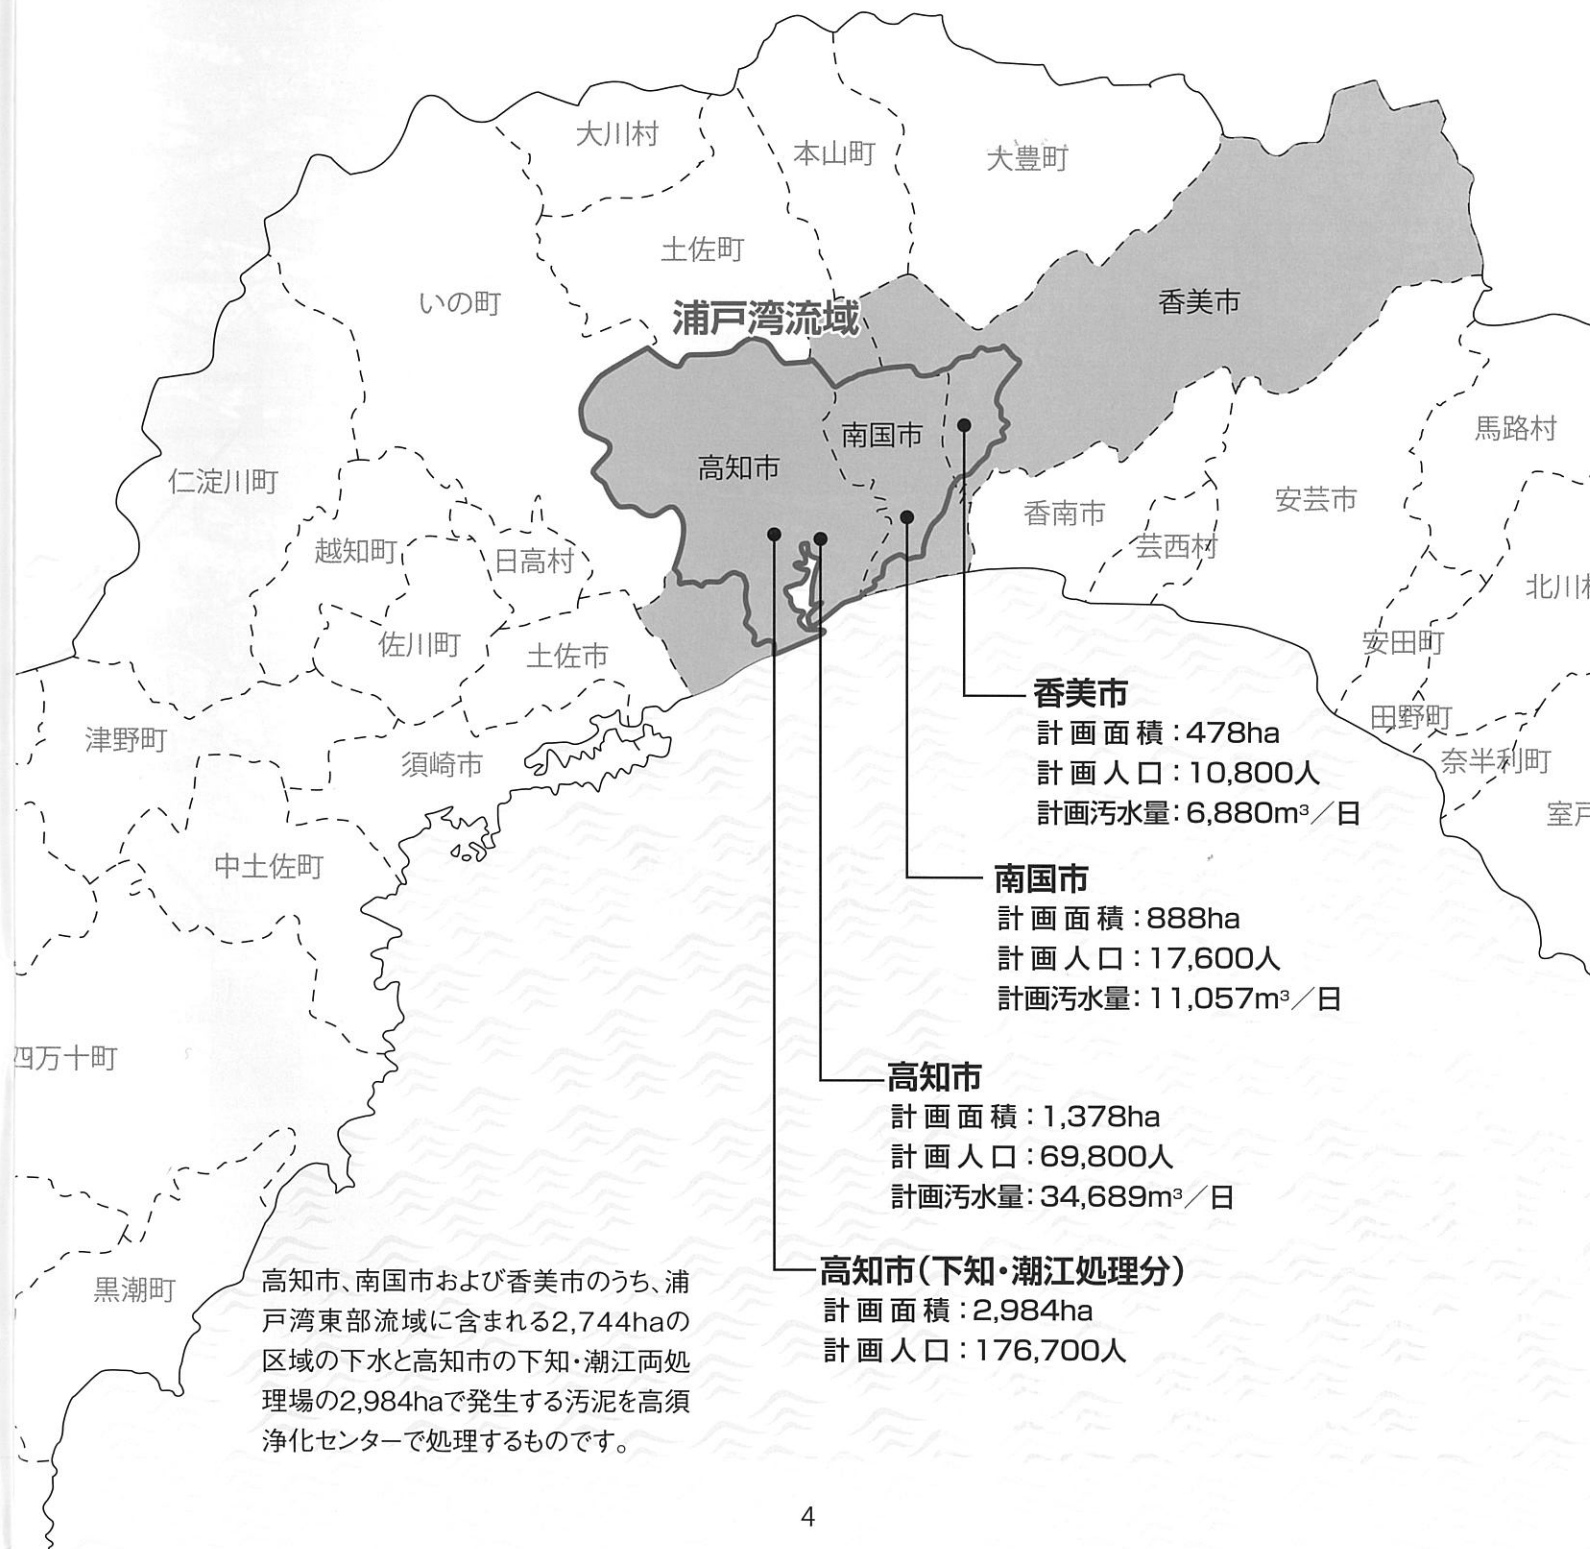 大川村
本山町
大豊町
土佐町
いの町
浦戸湾流域
香美市
南国市
高知市
馬路村
仁淀川町
香南市
安芸市
越知町
日高村
芸西村
北川
佐川町
土佐市
安田町
田野町
奈半利町
室戸
津野町
須崎市
中土佐町
四万十町
黒潮町
香美市
計画面積:478ha
計画人口:10,800人
計画汚水量:6,880m³/日
南国市
計画面積:888ha
計画人口:17,600人
計画汚水量:11,057m³/日
高知市
計画面積:1,378ha
計画人口:69,800人
計画汚水量:34,689m³/日
高知市(下知・潮江処理分)
計画面積:2,984ha
計画人口:176,700人
高知市、南国市および香美市のうち、浦
戸湾東部流域に含まれる2,744haの
区域の下水と高知市の下知・潮江両処
理場の2,984haで発生する汚泥を高須
浄化センターで処理するものです。
4